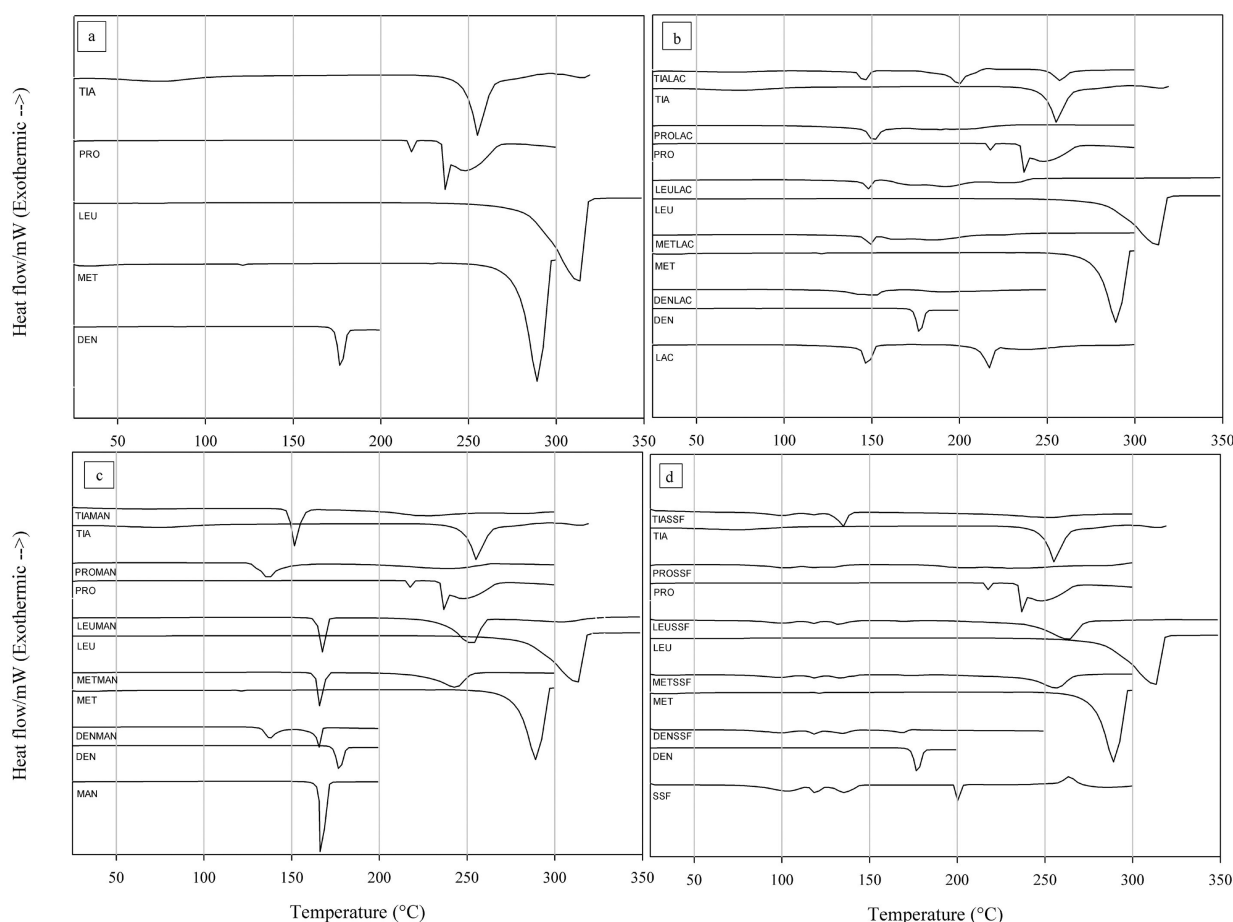 a
TIA
PRO
LEU
MET
DEN
50 100 150 200 250 300 350
Heat flow/mW (Exothermic -->)
b
TIALAC
TIA
PROLAC
PRO
LEULAC
LEU
METLAC
MET
DENLAC
DEN
LAC
50 100 150 200 250 300 350
c
TIAMAN
TIA
PROMAN
PRO
LEUMAN
LEU
METMAN
MET
DENMAN
DEN
MAN
50 100 150 200 250 300 350
Heat flow/mW (Exothermic -->)
Temperature (°C)
d
TIASSF
TIA
PROSSF
PRO
LEUSSF
LEU
METSSF
MET
DENSSF
DEN
SSF
50 100 150 200 250 300 350
Temperature (°C)